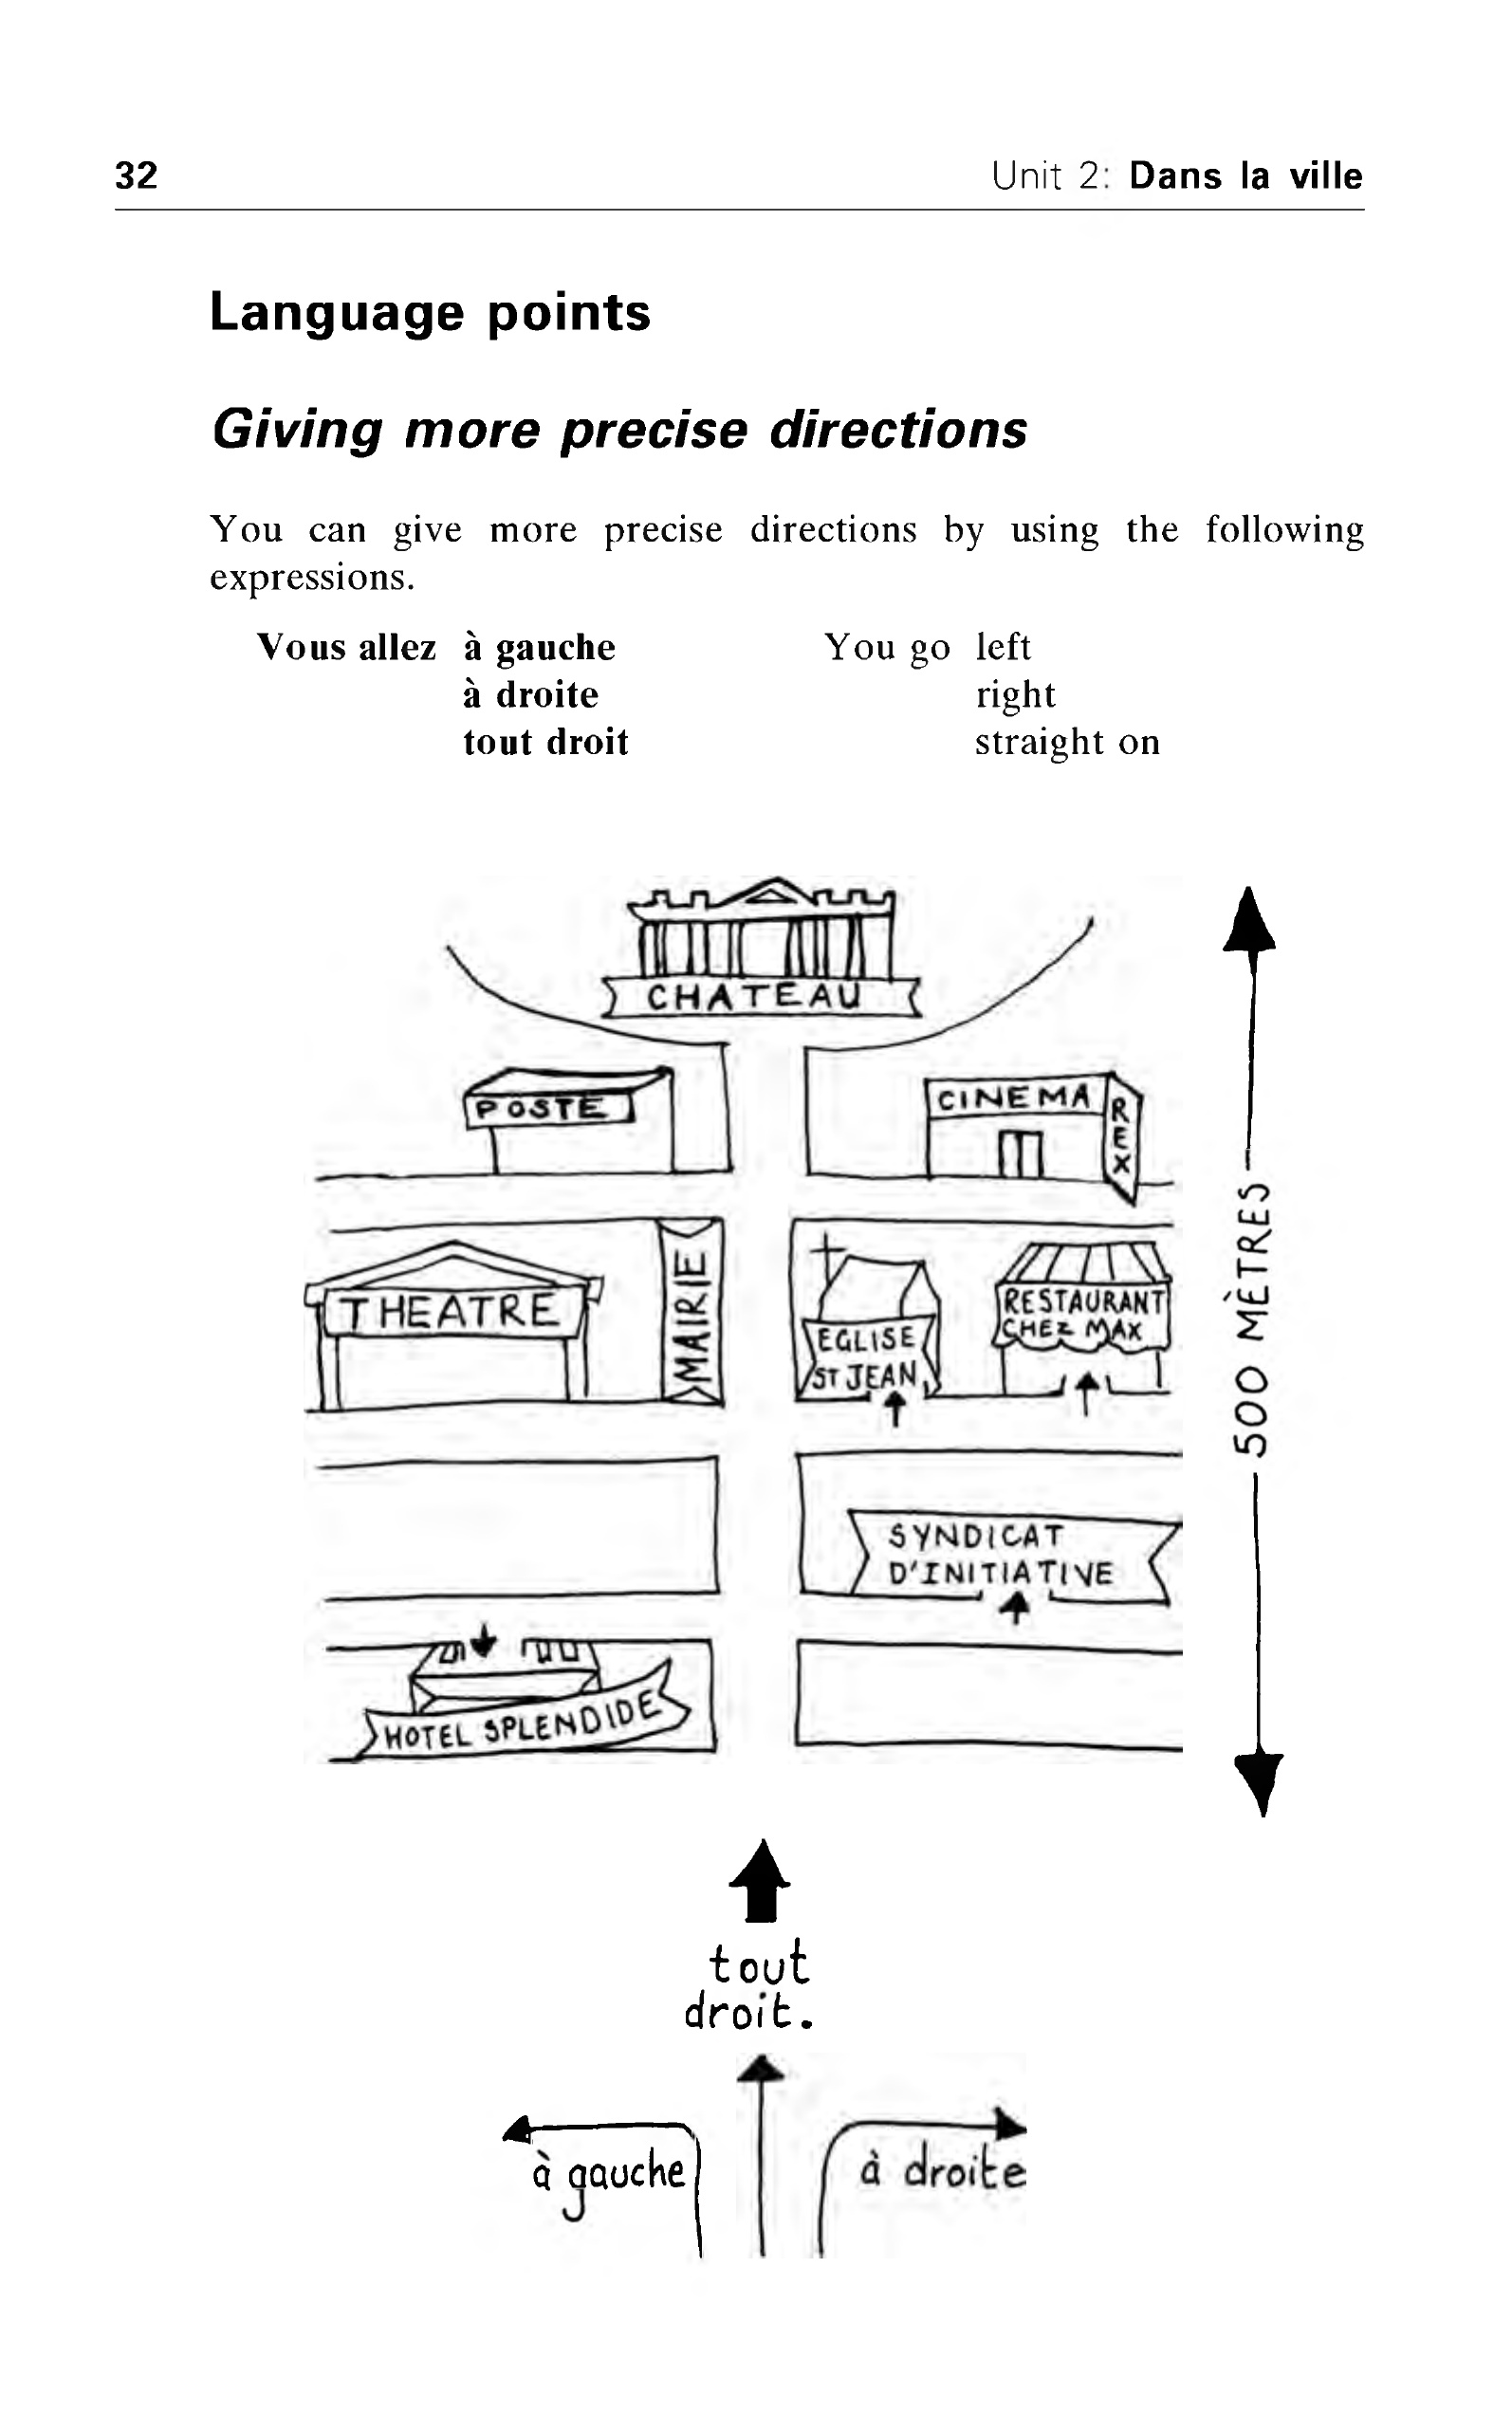 32 Unit 2: Dans la ville
Language points
Giving more precise directions
You can give more precise directions by using the following
expressions.
Vous allez à gauche You go left
à droite right
tout droit straight on
CHATEAU
POSTE
CINEMA REX
THEATRE
MAIRIE
EGLISE
ST JEAN
RESTAURANT
CHEZ MAX
500 MÈTRES
SYNDICAT
D'INITIATIVE
HOTEL SPLENDIDE
tout
droit.
à gauche
à droite